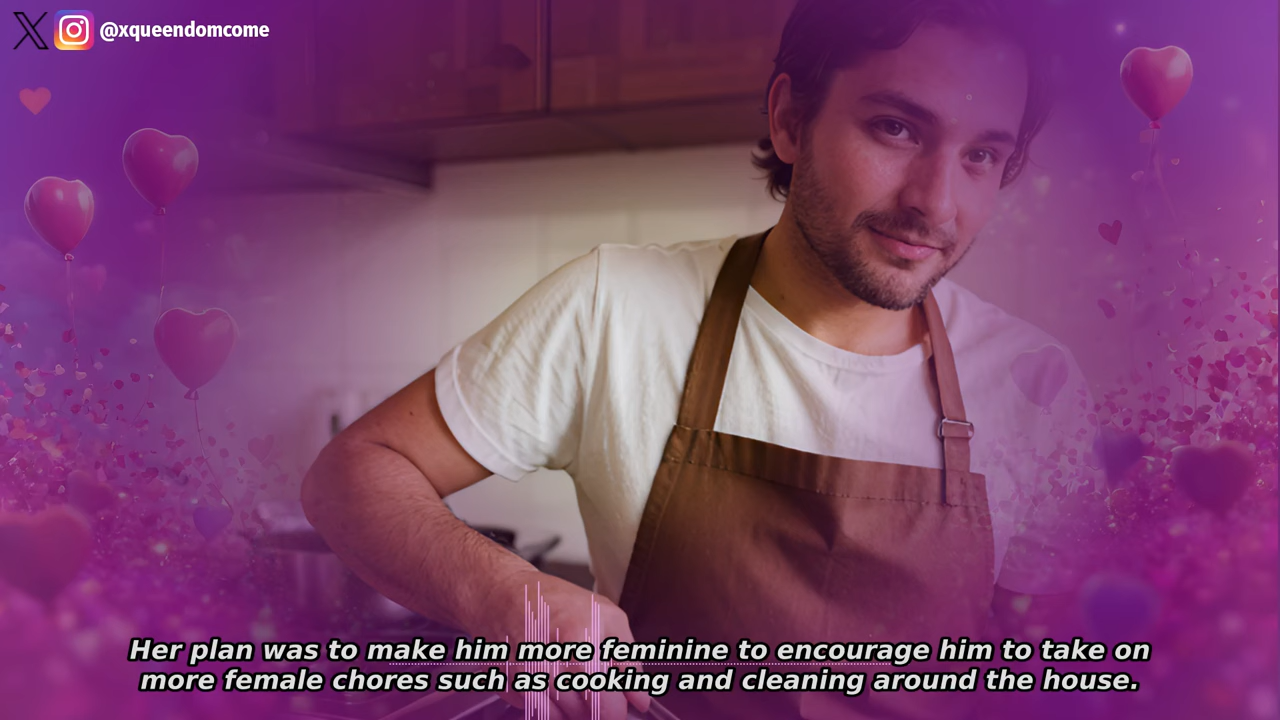 @xqueendomcome
Her plan was to make him more feminine to encourage him to take on
more female chores such as cooking and cleaning around the house.